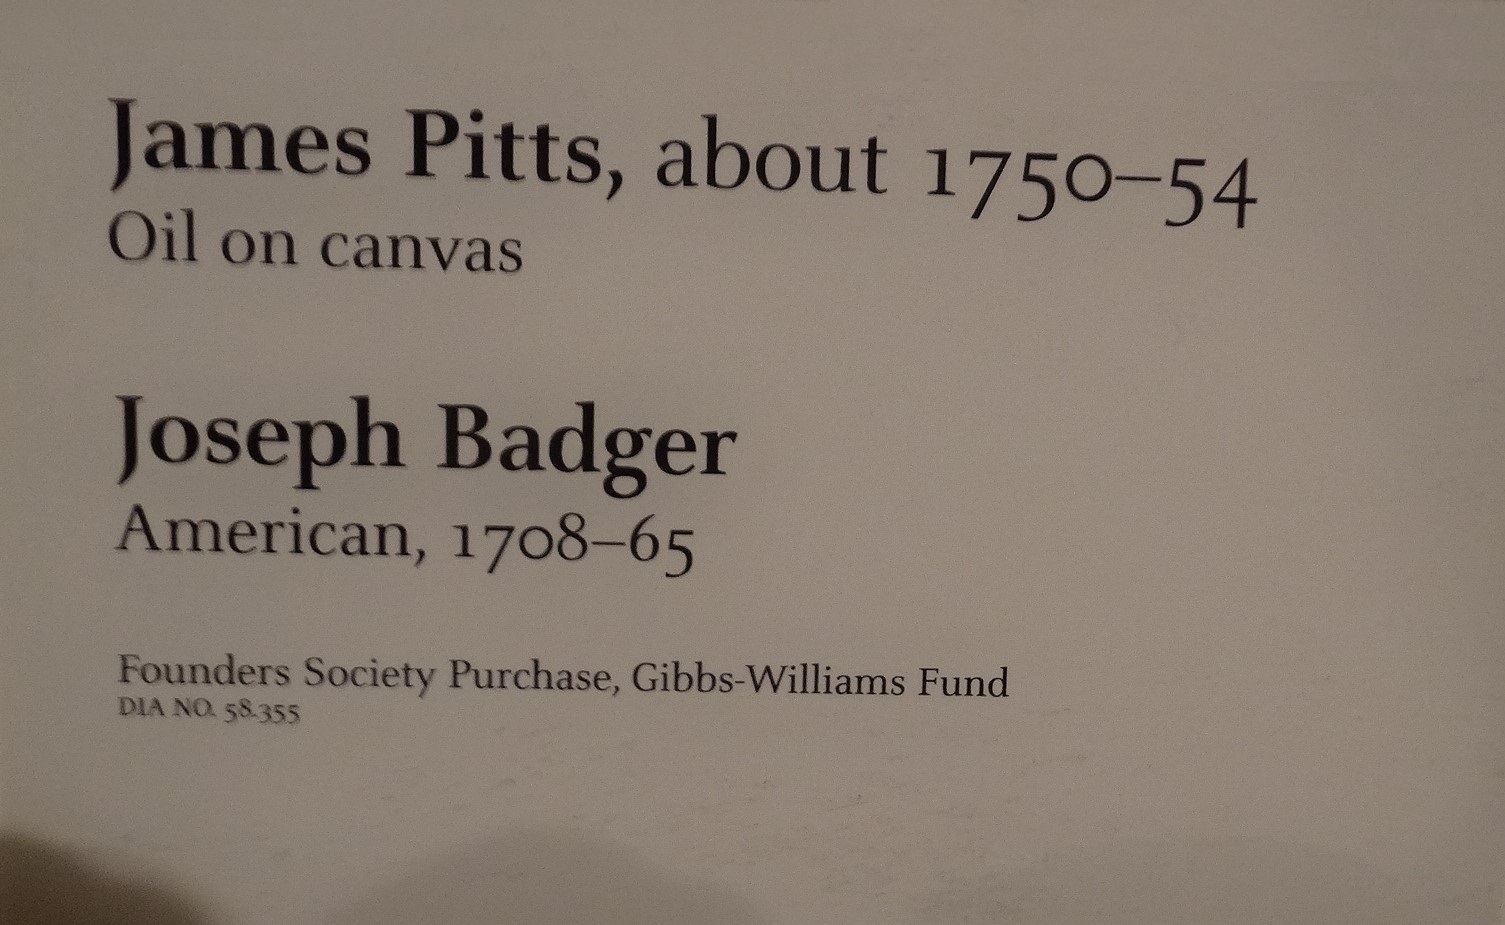 James Pitts, about 1750–54
Oil on canvas
Joseph Badger
American, 1708–65
Founders Society Purchase, Gibbs-Williams Fund
DIA NO. 58.355